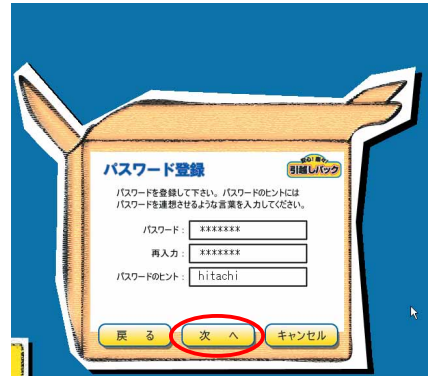 パスワード登録
安心!簡単!
引越しパック
パスワードを登録して下さい。パスワードのヒントには
パスワードを連想させるような言葉を入力してください。
パスワード : *******
再入力 : *******
パスワードのヒント : hitachi
戻 る 次 へ キャンセル